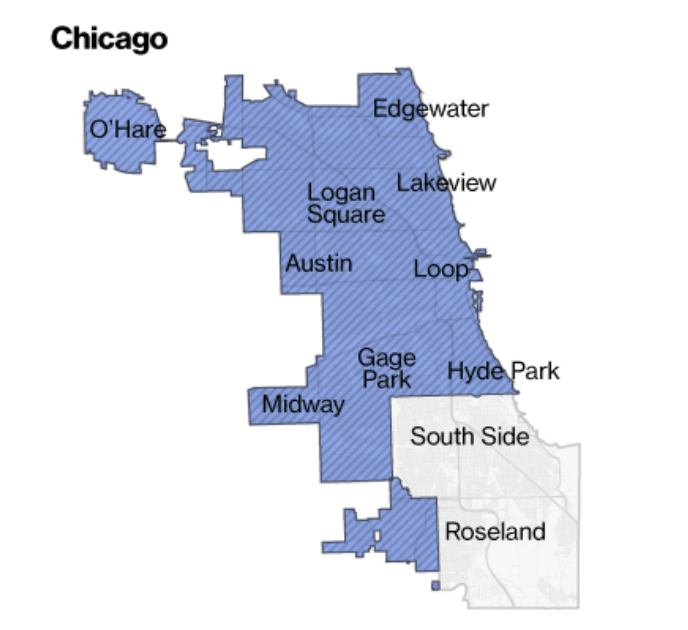 Chicago
Edgewater
O'Hare
Lakeview
Logan
Square
Austin
Loop
Gage
Park
Hyde Park
Midway
South Side
Roseland